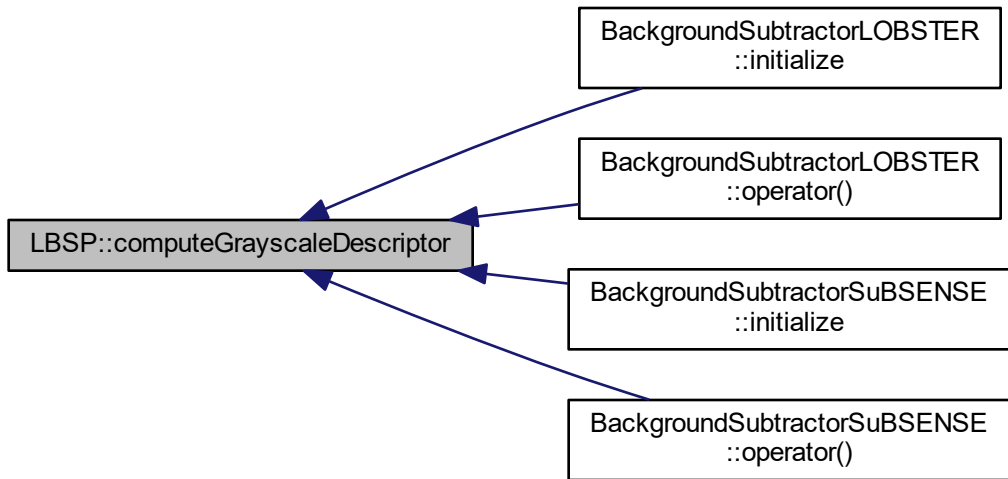 BackgroundSubtractorLOBSTER
::initialize
BackgroundSubtractorLOBSTER
::operator()
LBSP::computeGrayscaleDescriptor
BackgroundSubtractorSuBSENSE
::initialize
BackgroundSubtractorSuBSENSE
::operator()